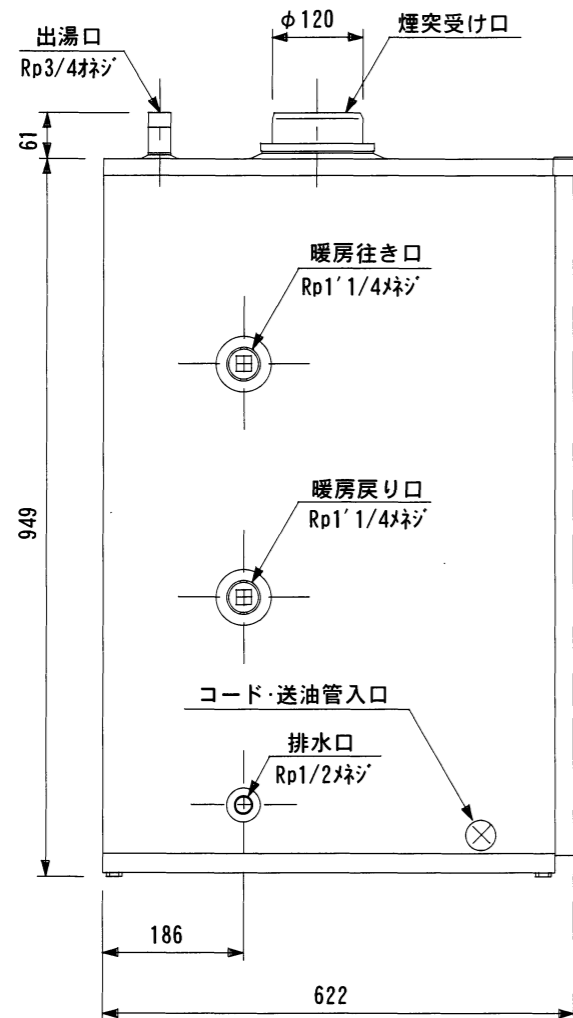 φ120
煙突受け口
出湯口
Rp3/4オネジ
61
暖房往き口
Rp1'1/4メネジ
暖房戻り口
Rp1'1/4メネジ
949
コード・送油管入口
排水口
Rp1/2メネジ
186
622